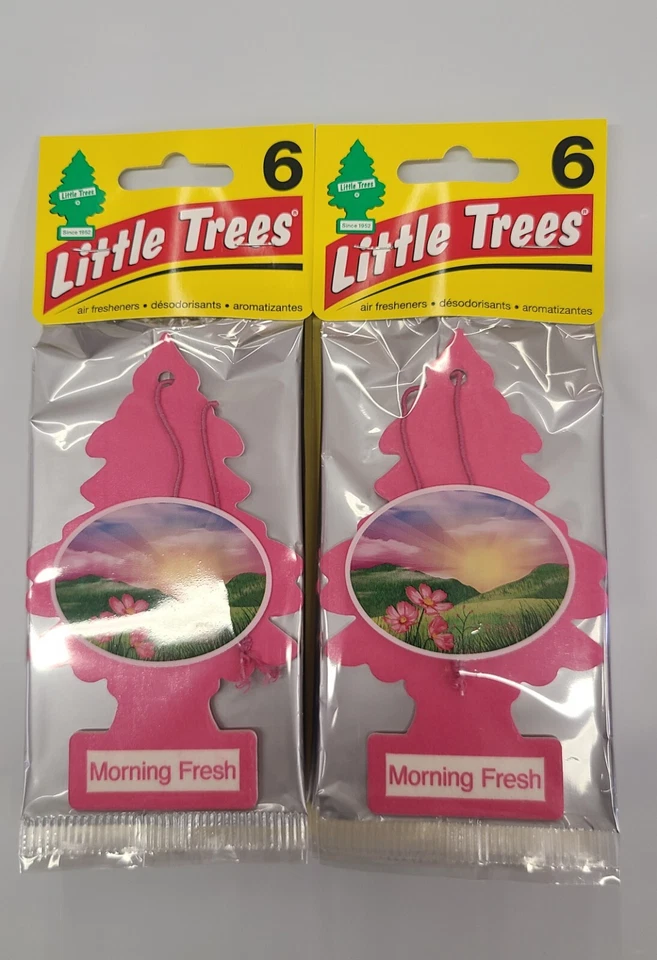 6
Little Trees
Since 1952
Little Trees®
air fresheners • désodorisants • aromatizantes
Morning Fresh
6
Little Trees
Since 1952
Little Trees®
air fresheners • désodorisants • aromatizantes
Morning Fresh